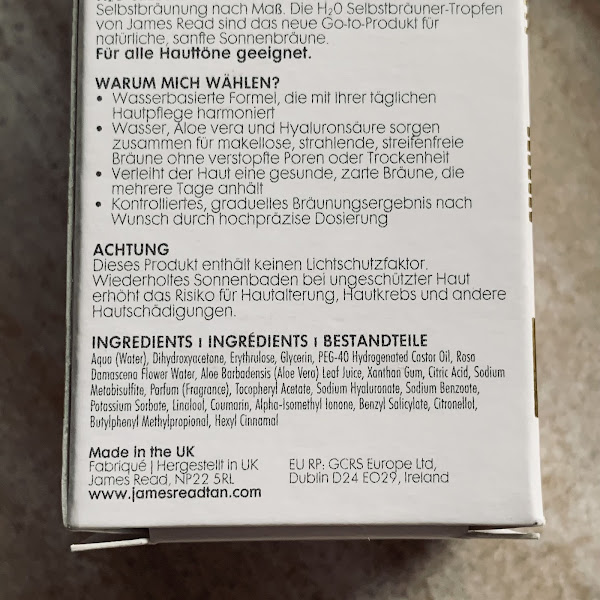 Selbstbräunung nach Maß. Die H₂0 Selbstbräuner-Tropfen
von James Read sind das neue Go-to-Produkt für
natürliche, sanfte Sonnenbräune.
Für alle Hauttöne geeignet.
WARUM MICH WÄHLEN?
• Wasserbasierte Formel, die mit Ihrer täglichen
Hautpflege harmoniert
• Wasser, Aloe vera und Hyaluronsäure sorgen
zusammen für makellose, strahlende, streifenfreie
Bräune ohne verstopfte Poren oder Trockenheit
• Verleiht der Haut eine gesunde, zarte Bräune, die
mehrere Tage anhält
• Kontrolliertes, graduelles Bräunungsergebnis nach
Wunsch durch hochpräzise Dosierung
ACHTUNG
Dieses Produkt enthält keinen Lichtschutzfaktor.
Wiederholtes Sonnenbaden bei ungeschützter Haut
erhöht das Risiko für Hautalterung, Hautkrebs und andere
Hautschädigungen.
INGREDIENTS | INGRÉDIENTS | BESTANDTEILE
Aqua (Water), Dihydroxyacetone, Erythrulose, Glycerin, PEG-40 Hydrogenated Castor Oil, Rosa
Damascena Flower Water, Aloe Barbadensis (Aloe Vera) Leaf Juice, Xanthan Gum, Citric Acid, Sodium
Metabisulfite, Parfum (Fragrance), Tocopheryl Acetate, Sodium Hyaluronate, Sodium Benzoate,
Potassium Sorbate, Linalool, Coumarin, Alpha-Isomethyl Ionone, Benzyl Salicylate, Citronellol,
Butylphenyl Methylpropional, Hexyl Cinnamal
Made in the UK
Fabriqué | Hergestellt in UK
James Read, NP22 5RL
www.jamesreadtan.com
EU RP: GCRS Europe Ltd,
Dublin D24 EO29, Ireland